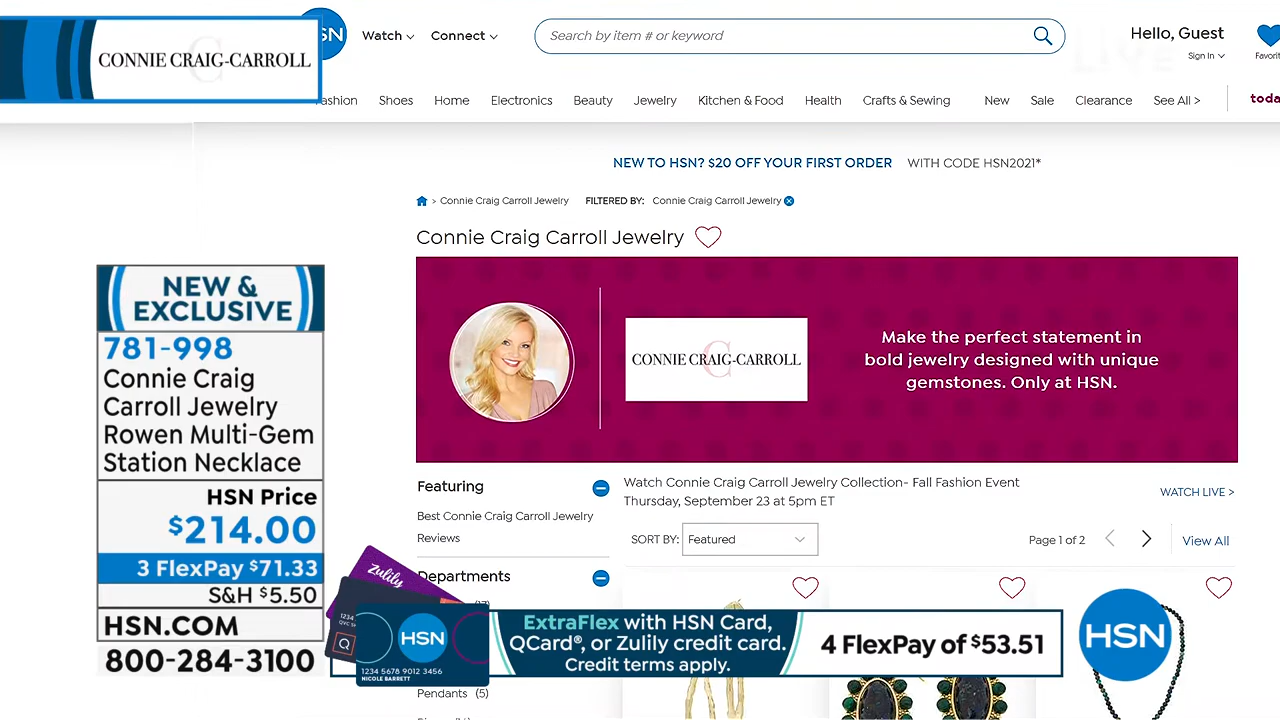 CONNIE CRAIG-CARROLL
Watch
Connect
Search by item # or keyword
Hello, Guest
Sign In
LIVE
Shoes
Home
Electronics
Beauty
Jewelry
Kitchen & Food
Health
Crafts & Sewing
New
Sale
Clearance
See All >
NEW TO HSN? $20 OFF YOUR FIRST ORDER WITH CODE HSN2021*
> Connie Craig Carroll Jewelry FILTERED BY: Connie Craig Carroll Jewelry
Connie Craig Carroll Jewelry
CONNIE CRAIG-CARROLL
Make the perfect statement in
bold jewelry designed with unique
gemstones. Only at HSN.
NEW &
EXCLUSIVE
781-998
Connie Craig
Carroll Jewelry
Rowen Multi-Gem
Station Necklace
HSN Price
$214.00
3 FlexPay $71.33
S&H $5.50
HSN.COM
800-284-3100
Featuring
Best Connie Craig Carroll Jewelry
Reviews
Departments
Pendants (5)
Watch Connie Craig Carroll Jewelry Collection- Fall Fashion Event
Thursday, September 23 at 5pm ET
WATCH LIVE >
SORT BY: Featured
Page 1 of 2
View All
Zulily
1234
Q
HSN
1234 5678 9012 3456
NICOLE BARRETT
ExtraFlex with HSN Card,
QCard®, or Zulily credit card.
Credit terms apply.
4 FlexPay of $53.51
HSN